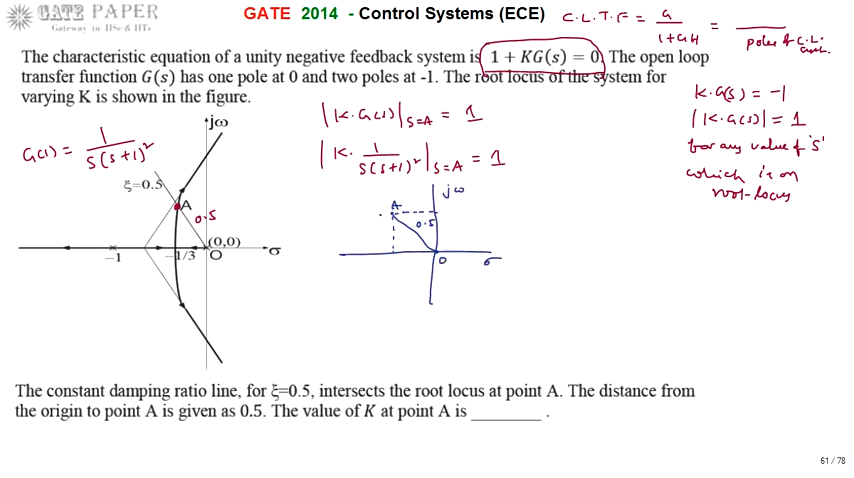 GATE PAPER
Gateway to IISc & IITs
GATE 2014 - Control Systems (ECE)
C.L.T.F = G / 1+GH =
poles of C.L.
The characteristic equation of a unity negative feedback system is 1 + KG(s) = 0. The open loop
transfer function G(s) has one pole at 0 and two poles at -1. The root locus of the system for
varying K is shown in the figure.
K.G(s) = -1
|K.G(s)| = 1
for any value of 's'
which is on
root-locus
|K.G(s)|s=A = 1
G(s) = 1 / s(s+1)²
|K. 1 / s(s+1)²|s=A = 1
jω
ξ=0.5
A
0.5
(0,0)
σ
−1
−1/3
O
jω
A
0.5
0
σ
The constant damping ratio line, for ξ=0.5, intersects the root locus at point A. The distance from
the origin to point A is given as 0.5. The value of K at point A is ________ .
61 / 78